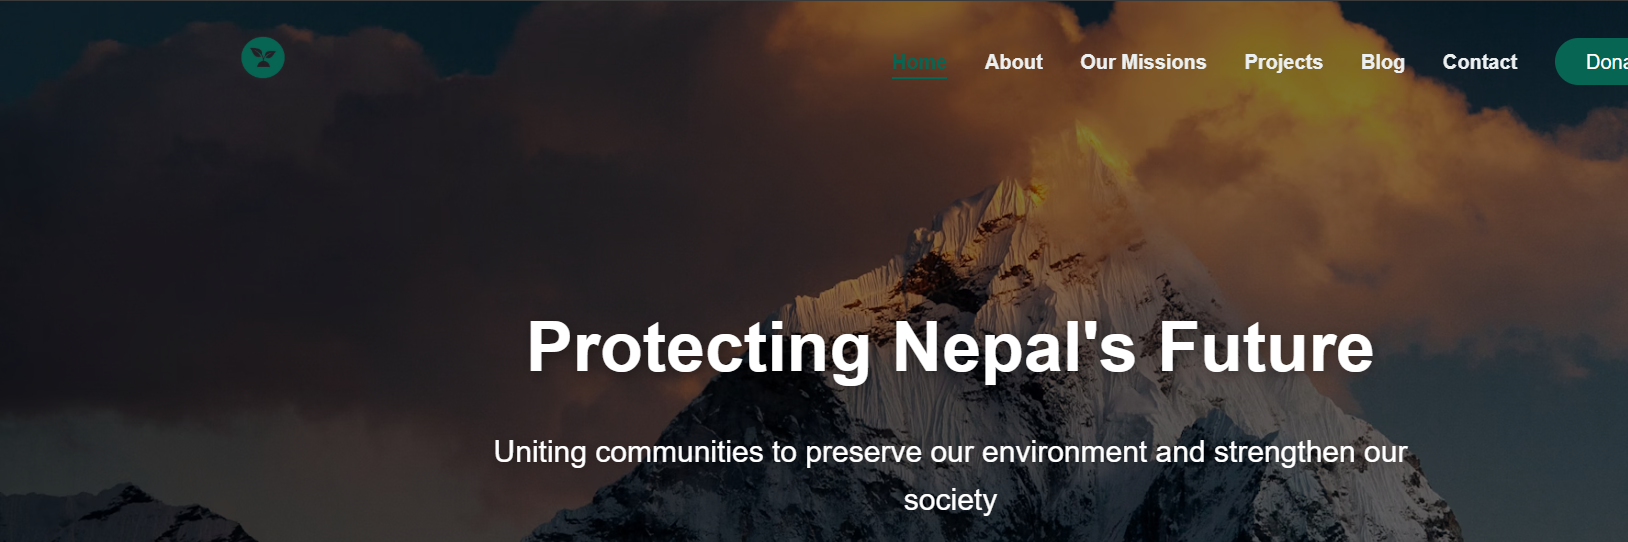 Home About Our Missions Projects Blog Contact Dona
Protecting Nepal's Future
Uniting communities to preserve our environment and strengthen our
society